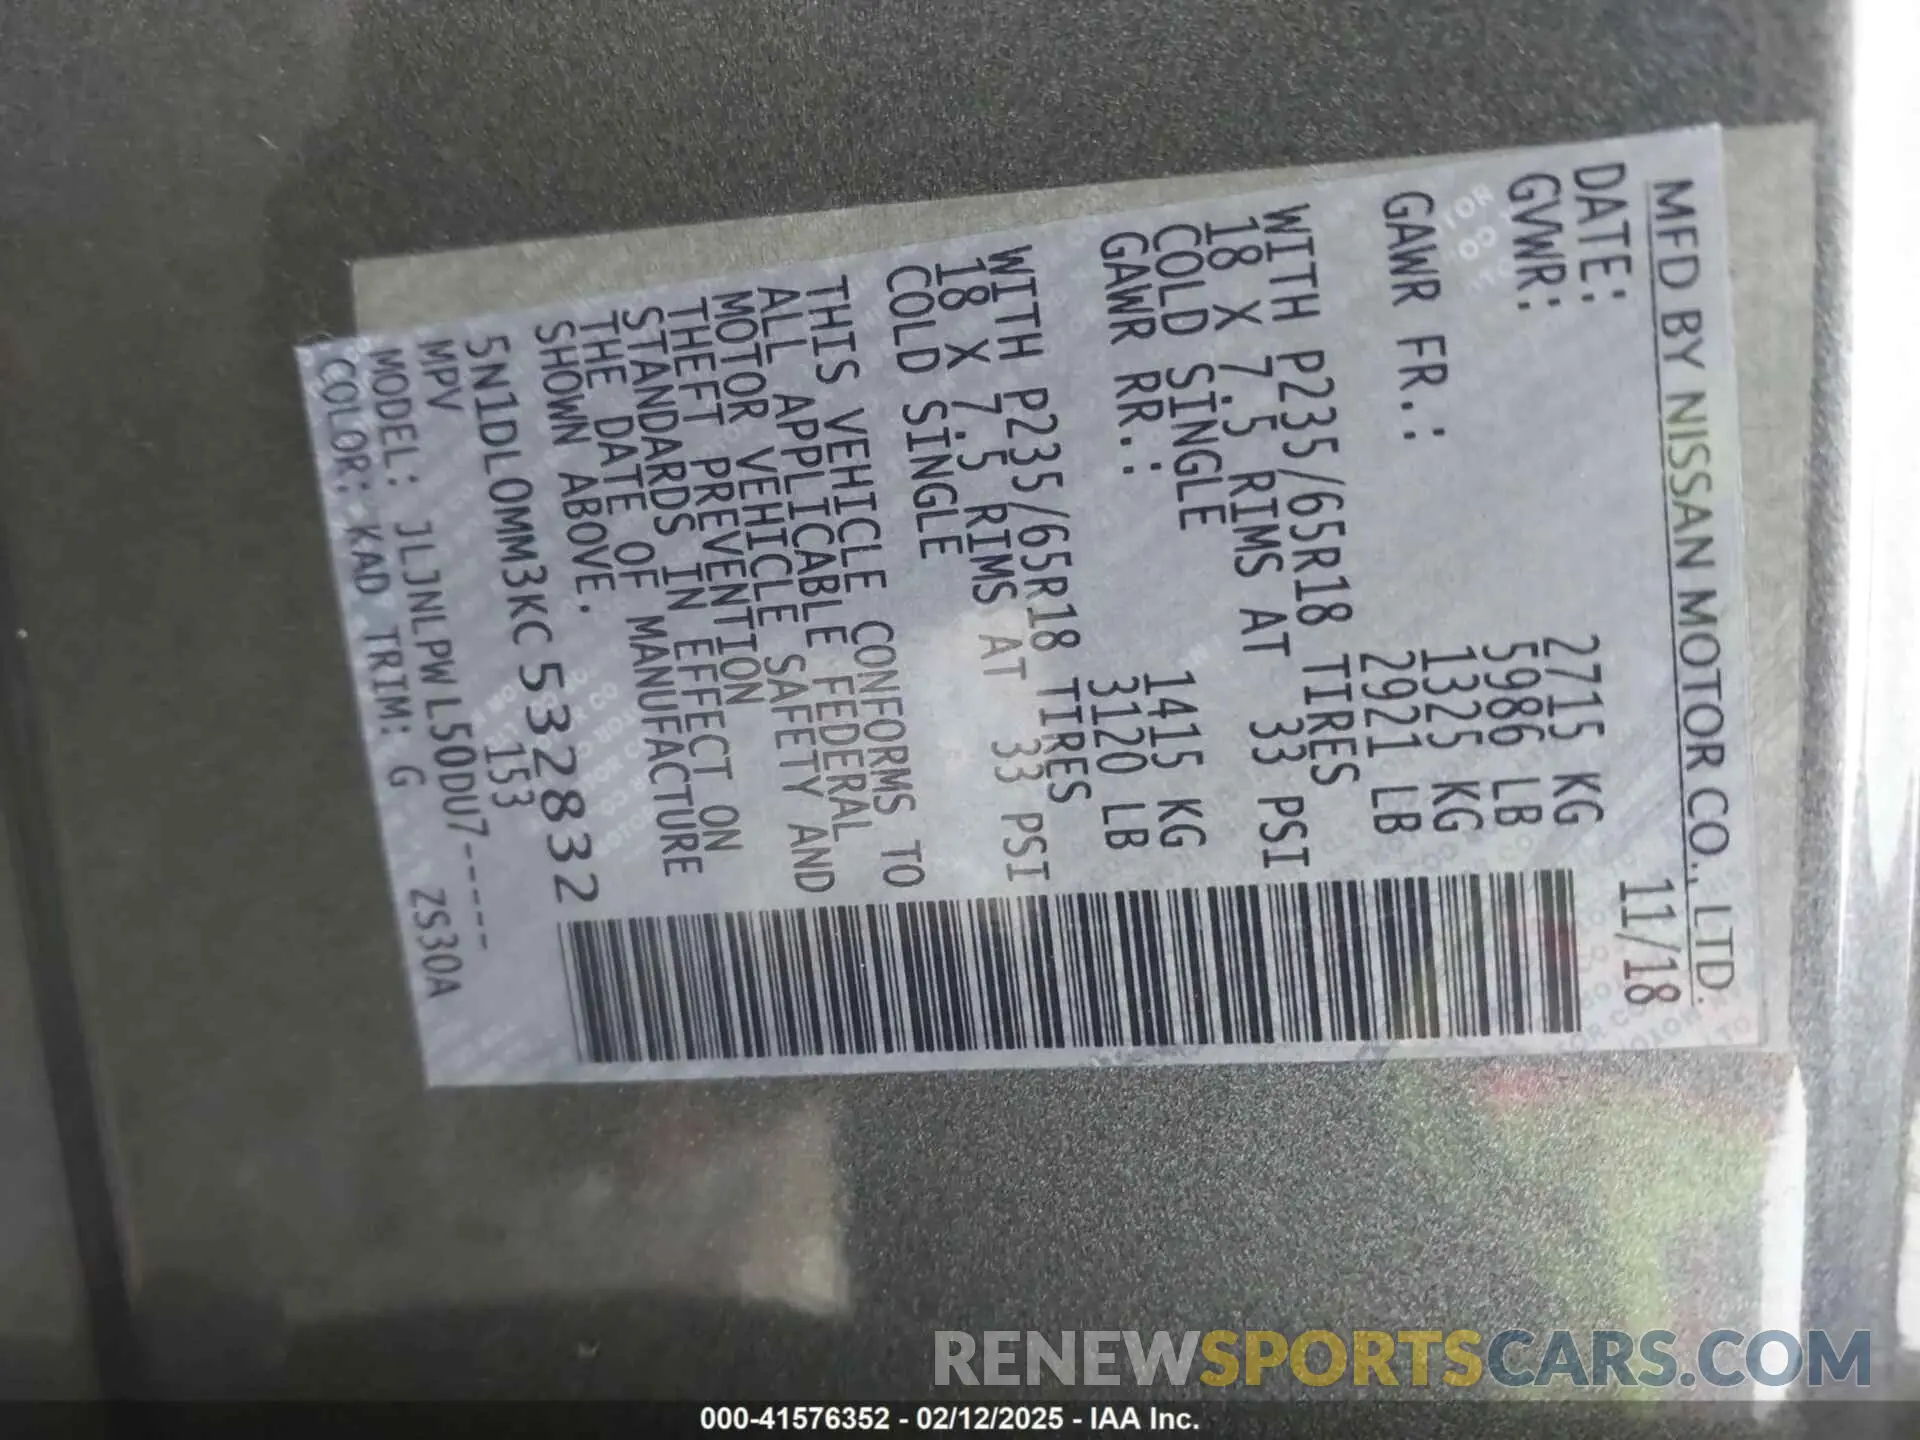 MFD BY NISSAN MOTOR CO., LTD.
DATE: 11/18
GVWR: 2715 KG
5986 LB
GAWR FR.: 1325 KG
2921 LB
WITH P235/65R18 TIRES
18 X 7.5 RIMS AT 33 PSI
COLD SINGLE
GAWR RR.: 1415 KG
3120 LB
WITH P235/65R18 TIRES
18 X 7.5 RIMS AT 33 PSI
COLD SINGLE
THIS VEHICLE CONFORMS TO
ALL APPLICABLE FEDERAL
MOTOR VEHICLE SAFETY AND
THEFT PREVENTION
STANDARDS IN EFFECT ON
THE DATE OF MANUFACTURE
SHOWN ABOVE.
5N1DL0MM3KC532832
MPV 153
MODEL: JLJNLPWL50DU7-----
COLOR: KAD TRIM: G ZS30A
RENEWSPORTSCARS.COM
000-41576352 - 02/12/2025 - IAA Inc.